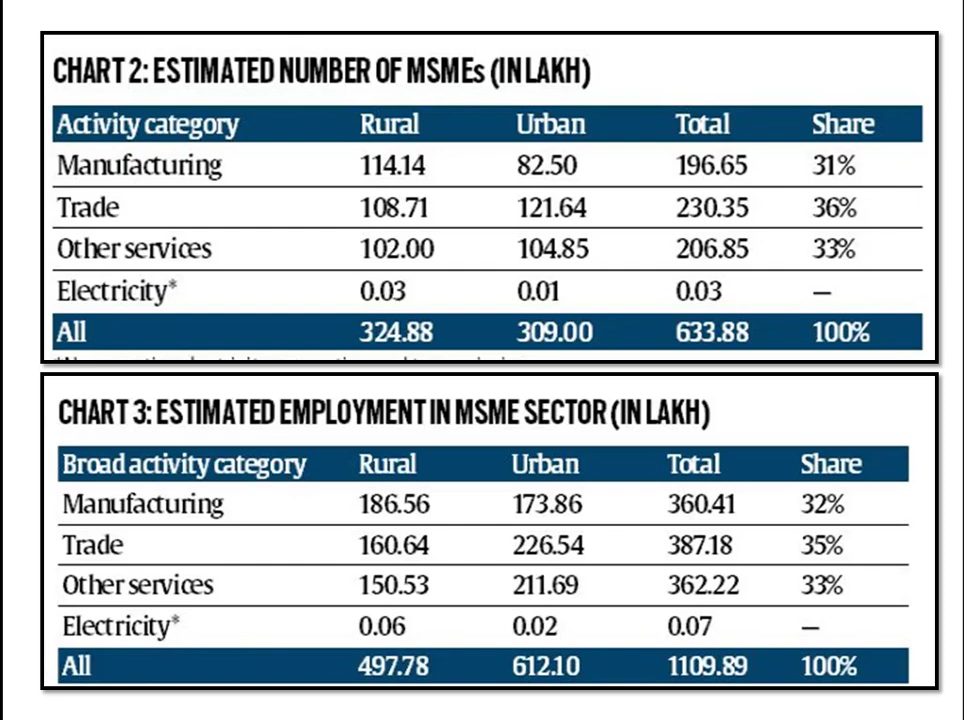 CHART 2: ESTIMATED NUMBER OF MSMEs (IN LAKH)
Activity category Rural Urban Total Share
Manufacturing 114.14 82.50 196.65 31%
Trade 108.71 121.64 230.35 36%
Other services 102.00 104.85 206.85 33%
Electricity* 0.03 0.01 0.03 —
All 324.88 309.00 633.88 100%
CHART 3: ESTIMATED EMPLOYMENT IN MSME SECTOR (IN LAKH)
Broad activity category Rural Urban Total Share
Manufacturing 186.56 173.86 360.41 32%
Trade 160.64 226.54 387.18 35%
Other services 150.53 211.69 362.22 33%
Electricity* 0.06 0.02 0.07 —
All 497.78 612.10 1109.89 100%